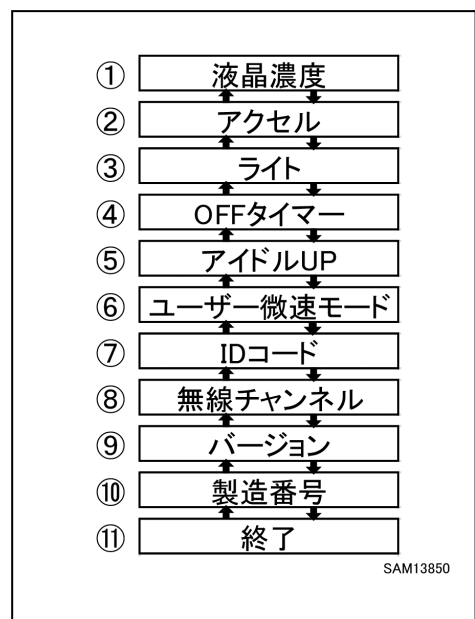 ① 液晶濃度
② アクセル
③ ライト
④ OFFタイマー
⑤ アイドルUP
⑥ ユーザー微速モード
⑦ IDコード
⑧ 無線チャンネル
⑨ バージョン
⑩ 製造番号
⑪ 終了
SAM13850